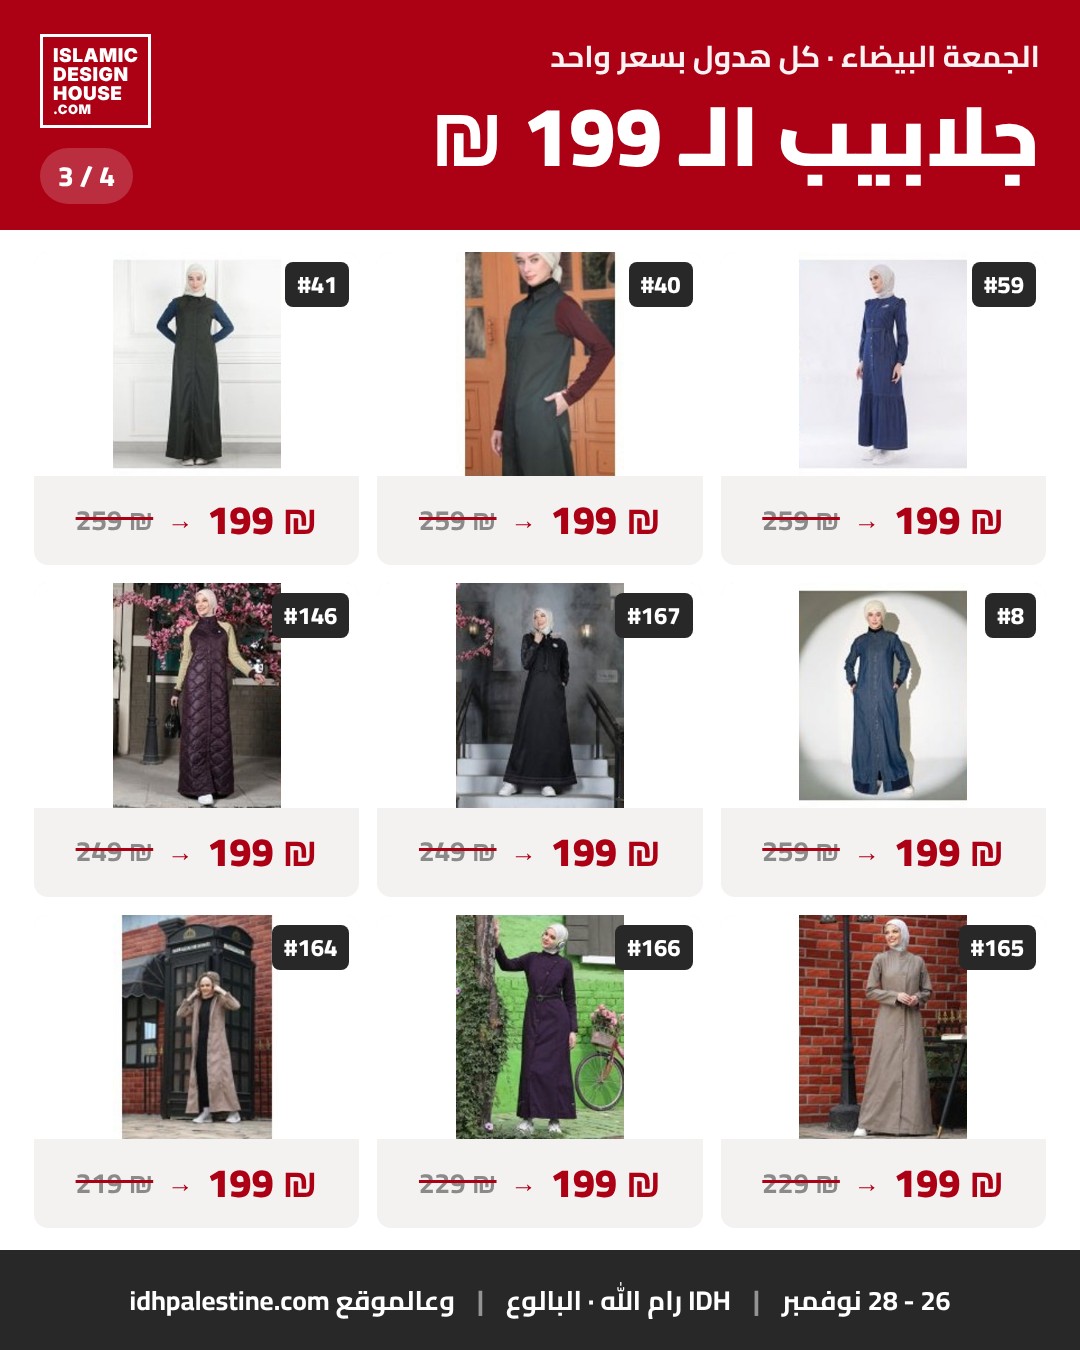 الجمعة البيضاء · كل هدول بسعر واحد
جلابيب الـ 199 ₪
ISLAMIC
DESIGN
HOUSE
.COM
3 / 4
#59
259 ₪ → 199 ₪
#40
259 ₪ → 199 ₪
#41
259 ₪ → 199 ₪
#8
259 ₪ → 199 ₪
#167
249 ₪ → 199 ₪
#146
249 ₪ → 199 ₪
#165
229 ₪ → 199 ₪
#166
229 ₪ → 199 ₪
#164
219 ₪ → 199 ₪
26 - 28 نوفمبر | IDH رام الله · البالوع | وعالموقع idhpalestine.com